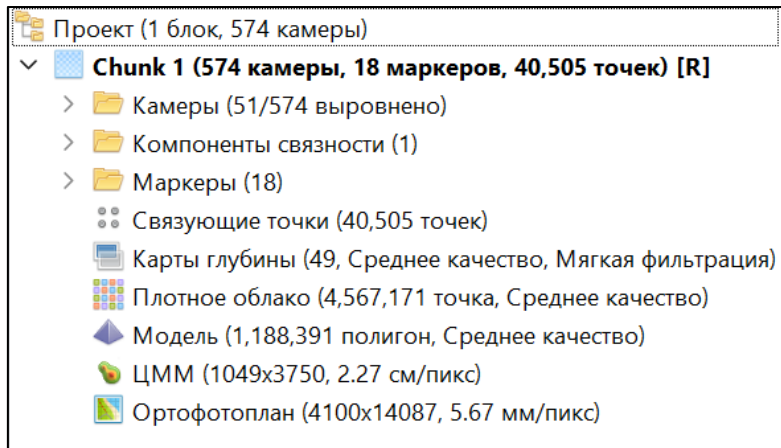 Проект (1 блок, 574 камеры)
Chunk 1 (574 камеры, 18 маркеров, 40,505 точек) [R]
Камеры (51/574 выровнено)
Компоненты связности (1)
Маркеры (18)
Связующие точки (40,505 точек)
Карты глубины (49, Среднее качество, Мягкая фильтрация)
Плотное облако (4,567,171 точка, Среднее качество)
Модель (1,188,391 полигон, Среднее качество)
ЦММ (1049x3750, 2.27 см/пикс)
Ортофотоплан (4100x14087, 5.67 мм/пикс)